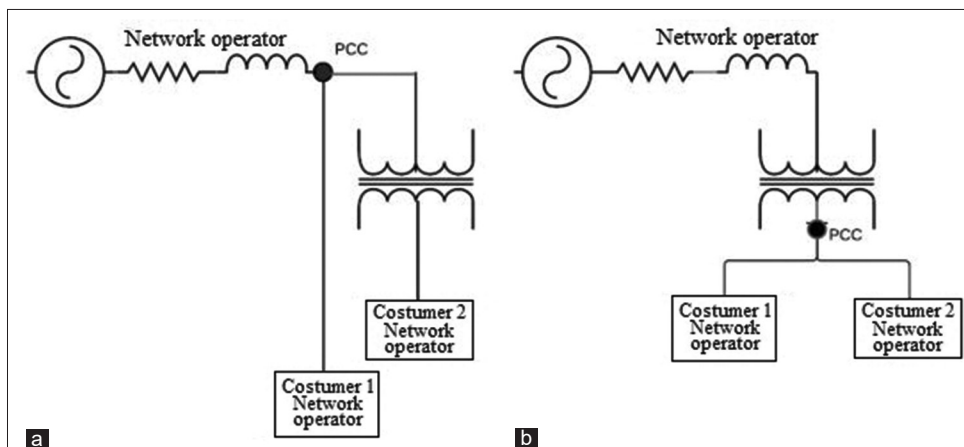 Network operator
PCC
Costumer 2
Network
operator
Costumer 1
Network
operator
a
Network operator
PCC
Costumer 1
Network
operator
Costumer 2
Network
operator
b